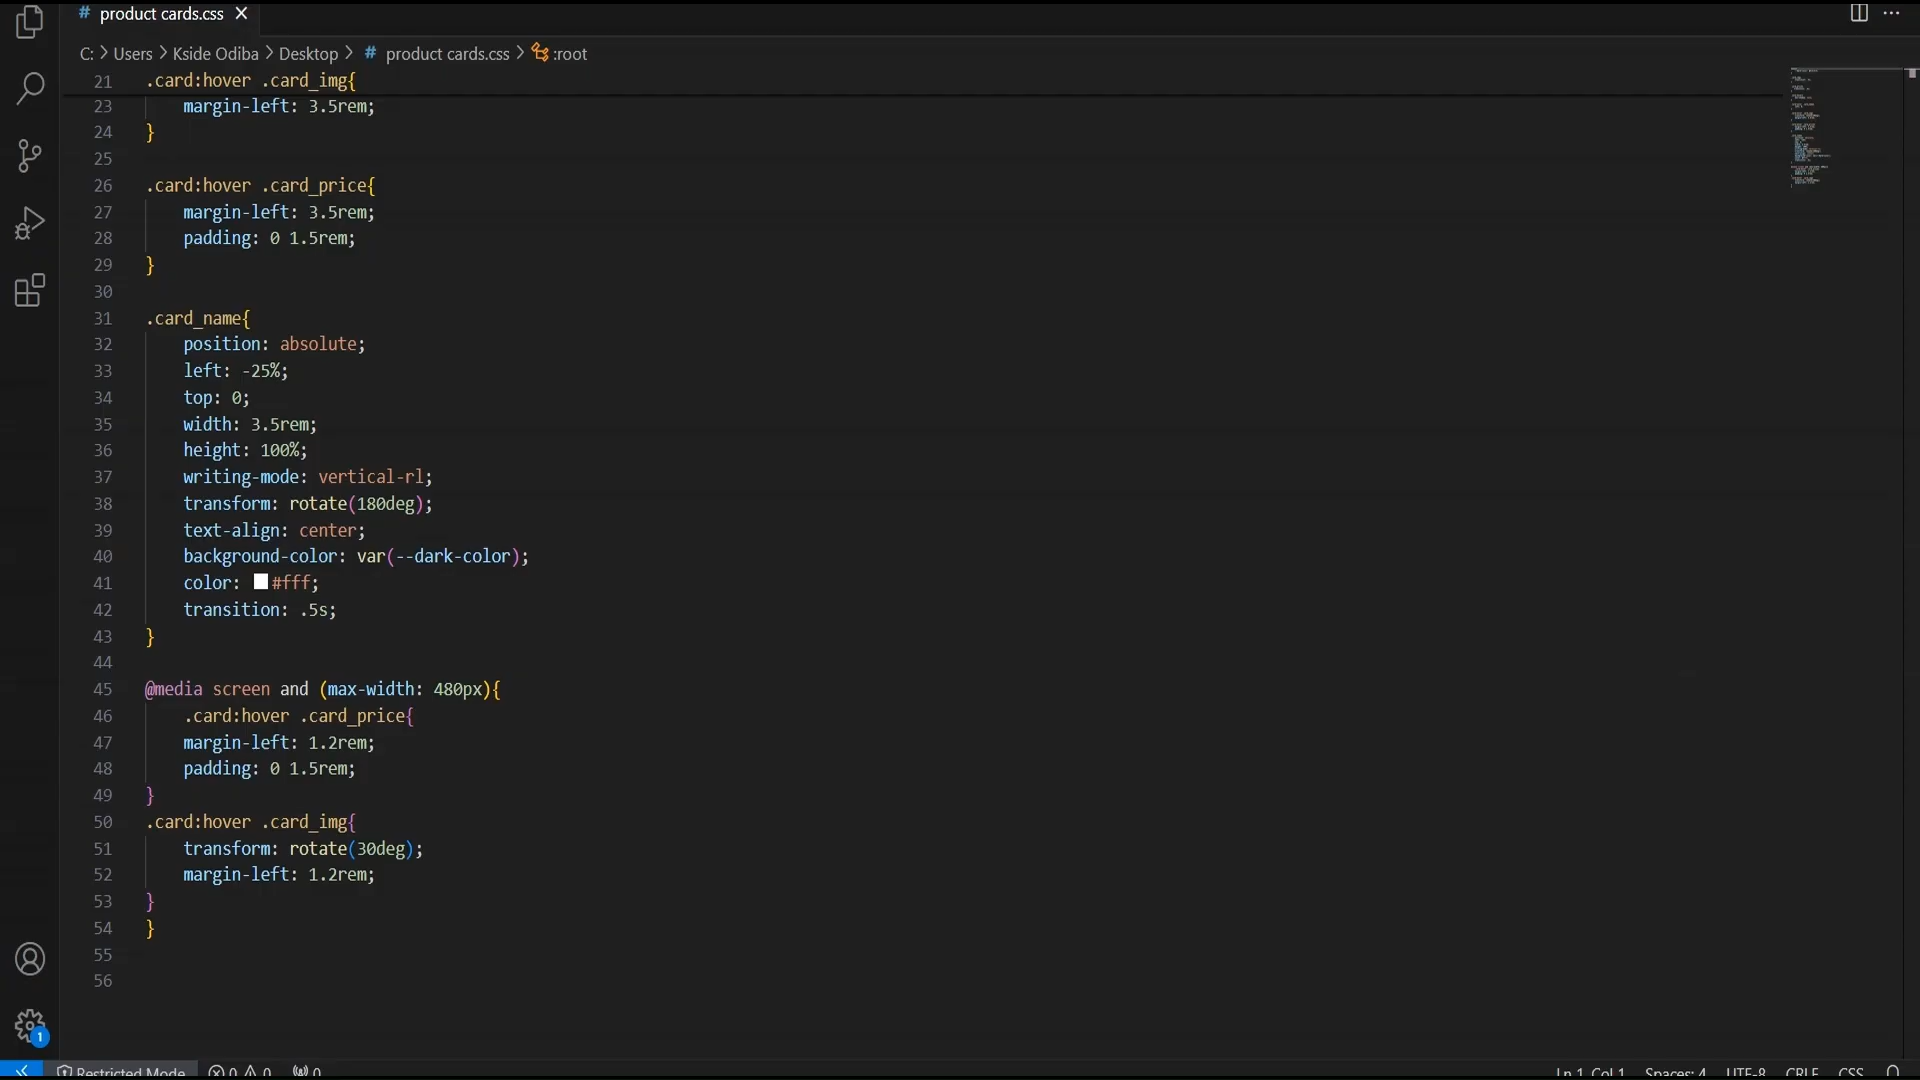 # product cards.css ×
C: > Users > Kside Odiba > Desktop > # product cards.css > :root
21 .card:hover .card_img{
23 margin-left: 3.5rem;
24 }
25
26 .card:hover .card_price{
27 margin-left: 3.5rem;
28 padding: 0 1.5rem;
29 }
30
31 .card_name{
32 position: absolute;
33 left: -25%;
34 top: 0;
35 width: 3.5rem;
36 height: 100%;
37 writing-mode: vertical-rl;
38 transform: rotate(180deg);
39 text-align: center;
40 background-color: var(--dark-color);
41 color: #fff;
42 transition: .5s;
43 }
44
45 @media screen and (max-width: 480px){
46 .card:hover .card_price{
47 margin-left: 1.2rem;
48 padding: 0 1.5rem;
49 }
50 .card:hover .card_img{
51 transform: rotate(30deg);
52 margin-left: 1.2rem;
53 }
54 }
55
56
1
Restricted Mode 0 0 0 Ln 1, Col 1 Spaces: 4 UTF-8 CRLF CSS